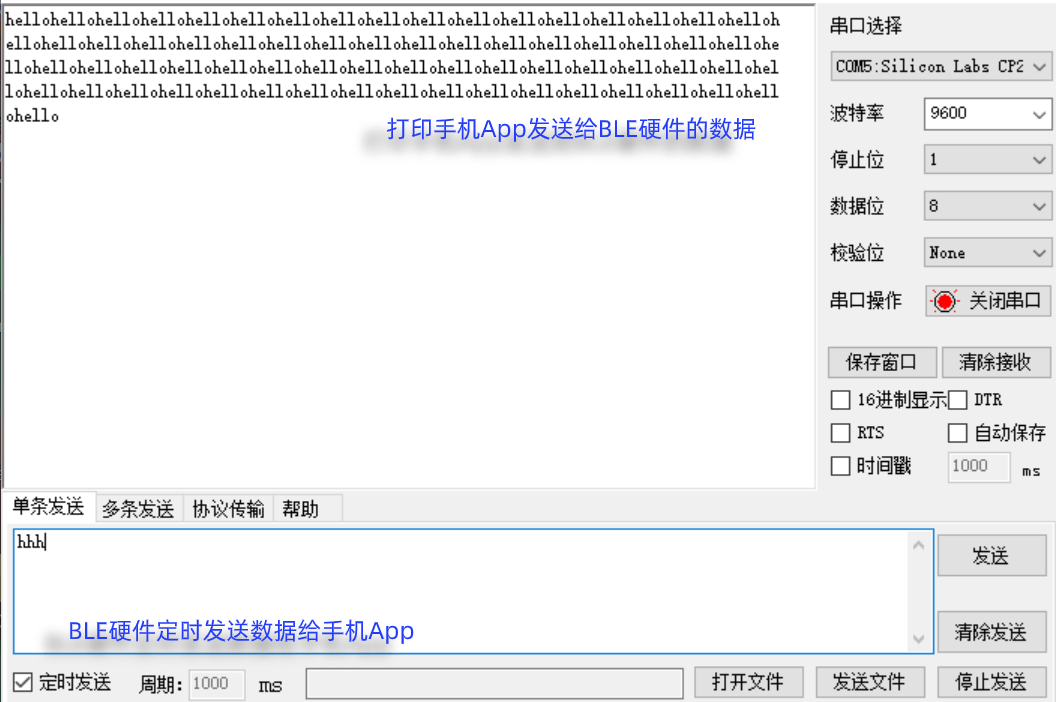 hellohellohellohellohellohellohellohellohellohellohellohellohellohellohellohellohelloh
ellohellohellohellohellohellohellohellohellohellohellohellohellohellohellohellohellohe
llohellohellohellohellohellohellohellohellohellohellohellohellohellohellohellohellohel
lohellohellohellohellohellohellohellohellohellohellohellohellohellohellohellohellohell
ohello
打印手机App发送给BLE硬件的数据
串口选择
COM5:Silicon Labs CP2
波特率 9600
停止位 1
数据位 8
校验位 None
串口操作 关闭串口
保存窗口 清除接收
16进制显示 DTR
RTS 自动保存
时间戳 1000 ms
单条发送 多条发送 协议传输 帮助
hhh
发送
BLE硬件定时发送数据给手机App
清除发送
定时发送 周期: 1000 ms 打开文件 发送文件 停止发送